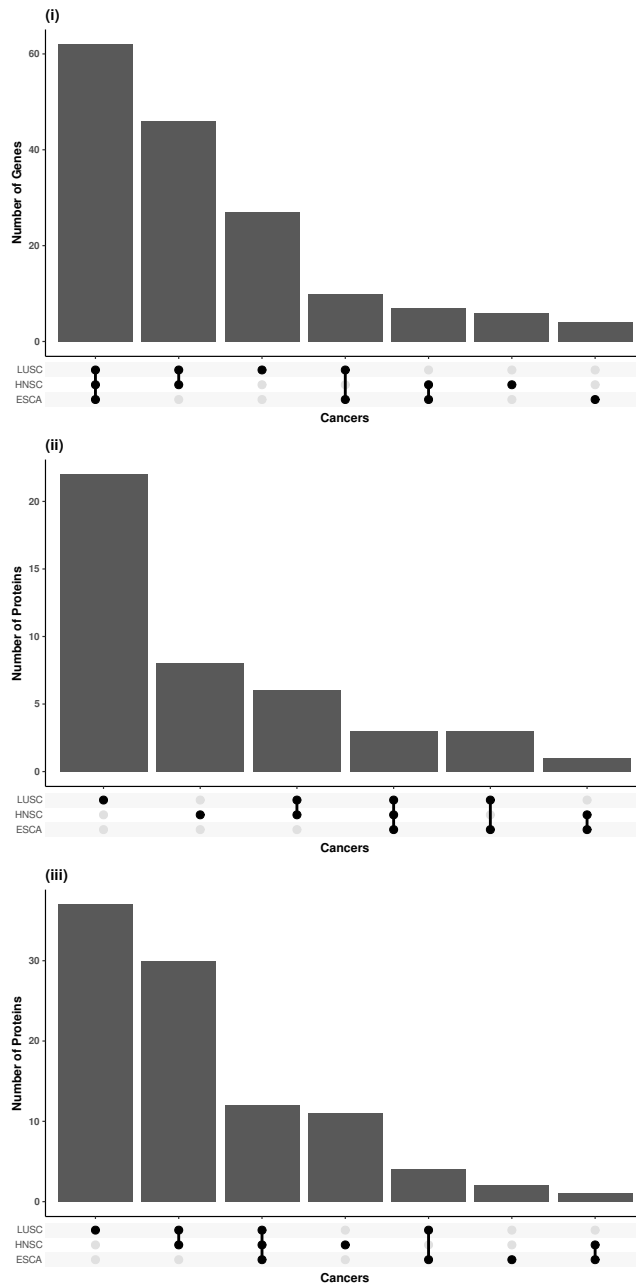 (i)
Number of Genes
60
40
20
0
LUSC
HNSC
ESCA
Cancers
(ii)
Number of Proteins
20
15
10
5
0
LUSC
HNSC
ESCA
Cancers
(iii)
Number of Proteins
30
20
10
0
LUSC
HNSC
ESCA
Cancers